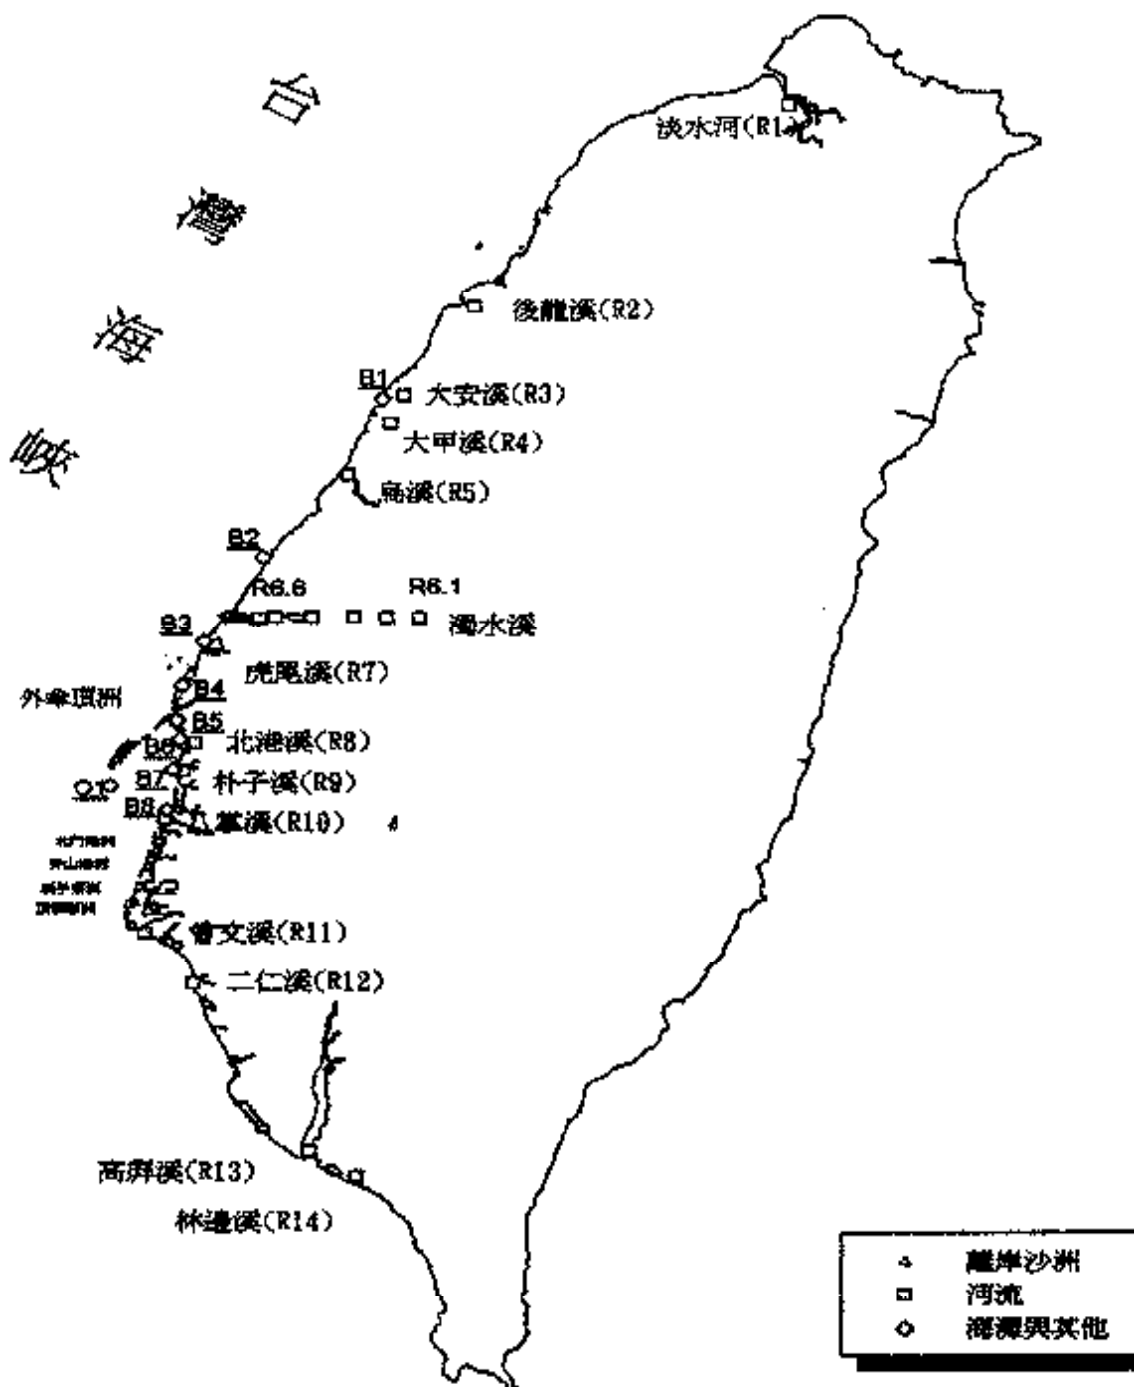 台灣海峽
淡水河(R1)
後龍溪(R2)
B1
大安溪(R3)
大甲溪(R4)
烏溪(R5)
B2
R6.6
R6.1
濁水溪
B3
虎尾溪(R7)
外傘頂洲
B4
B5
B6
北港溪(R8)
B7
朴子溪(R9)
B8
掌溪(R10)
曾文溪(R11)
二仁溪(R12)
高屏溪(R13)
林邊溪(R14)
離岸沙洲
河流
海灘與其他